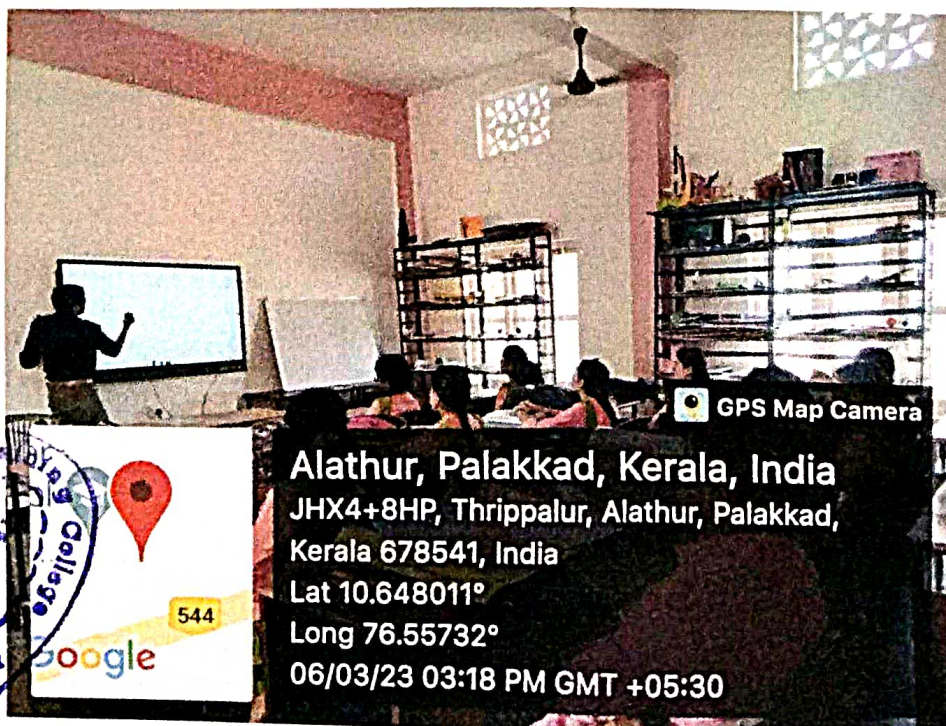 GPS Map Camera
Alathur, Palakkad, Kerala, India
JHX4+8HP, Thrippalur, Alathur, Palakkad,
Kerala 678541, India
Lat 10.648011°
Long 76.55732°
06/03/23 03:18 PM GMT +05:30
544
Google
College